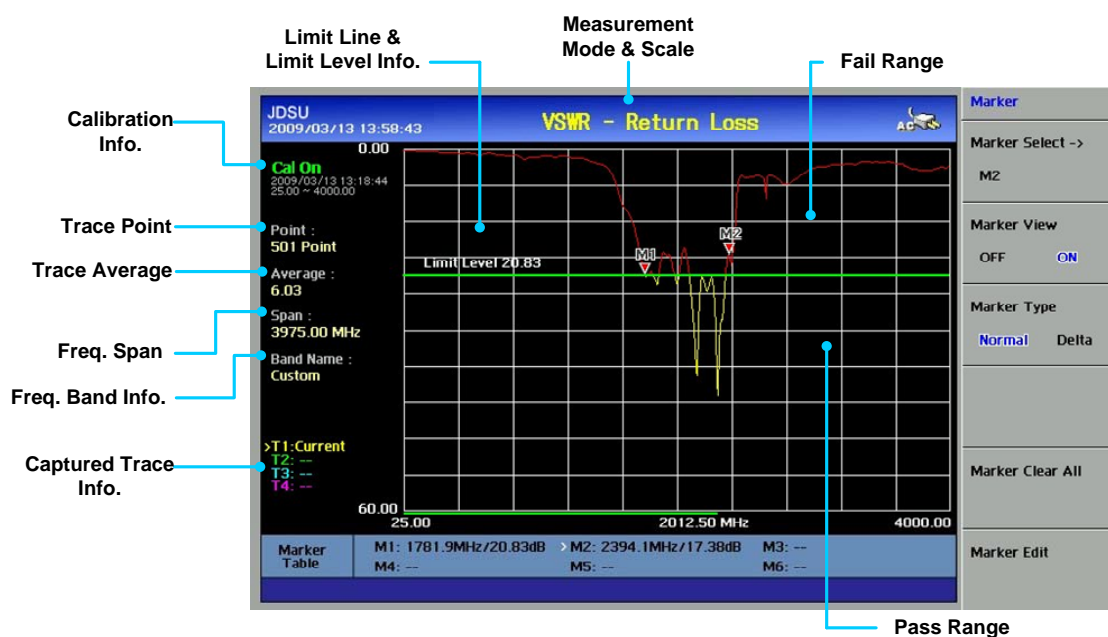 Measurement
Mode & Scale
Limit Line &
Limit Level Info.
Fail Range
Calibration
Info.
Trace Point
Trace Average
Freq. Span
Freq. Band Info.
Captured Trace
Info.
Pass Range
JDSU
2009/03/13 13:58:43
VSWR - Return Loss
AC
Cal On
2009/03/13 13:18:44
25.00 ~ 4000.00
Point :
501 Point
Average :
6.03
Span :
3975.00 MHz
Band Name :
Custom
>T1:Current
T2: --
T3: --
T4: --
0.00
M1
M2
Limit Level 20.83
60.00
25.00
2012.50 MHz
4000.00
Marker
Table
M1: 1781.9MHz/20.83dB >M2: 2394.1MHz/17.38dB M3: --
M4: -- M5: -- M6: --
Marker
Marker Select ->
M2
Marker View
OFF ON
Marker Type
Normal Delta
Marker Clear All
Marker Edit